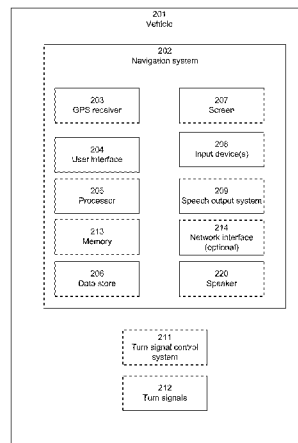 201
Vehicle
202
Navigation system
203
GPS receiver
207
Screen
204
User interface
208
Input device(s)
205
Processor
209
Speech output system
213
Memory
214
Network interface
(optional)
206
Data store
220
Speaker
211
Turn signal control
system
212
Turn signals